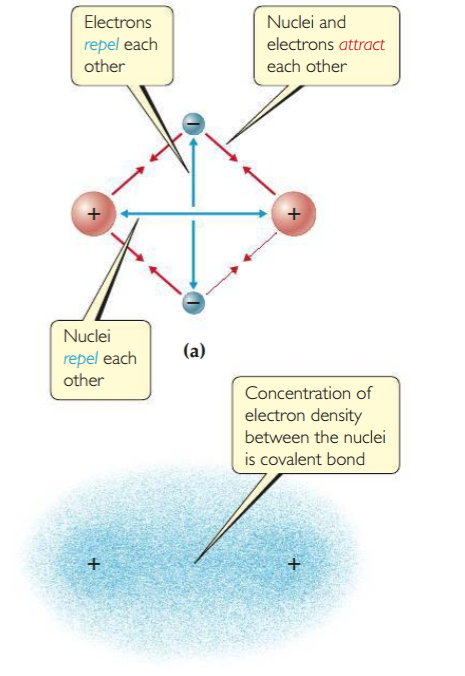 Electrons
repel each
other
Nuclei and
electrons attract
each other
−
+
+
−
Nuclei
repel each
other
(a)
Concentration of
electron density
between the nuclei
is covalent bond
+
+